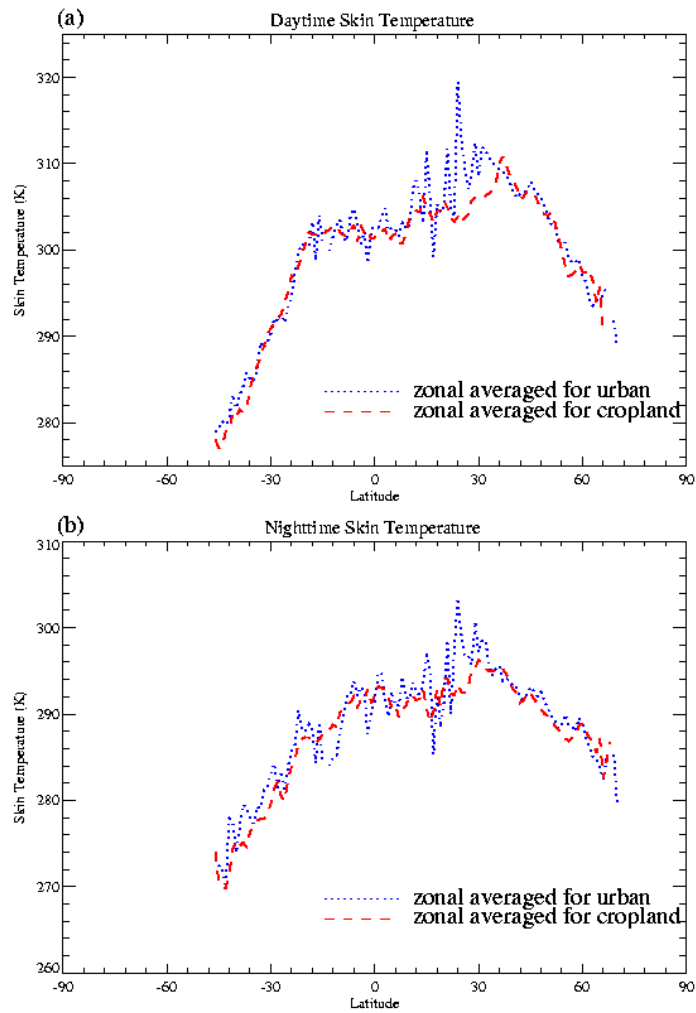 (a)
Daytime Skin Temperature
Skin Temperature (K)
320
310
300
290
280
270
zonal averaged for urban
zonal averaged for cropland
-90 -60 -30 0 30 60 90
Latitude
(b)
Nighttime Skin Temperature
Skin Temperature (K)
310
300
290
280
270
260
zonal averaged for urban
zonal averaged for cropland
-90 -60 -30 0 30 60 90
Latitude